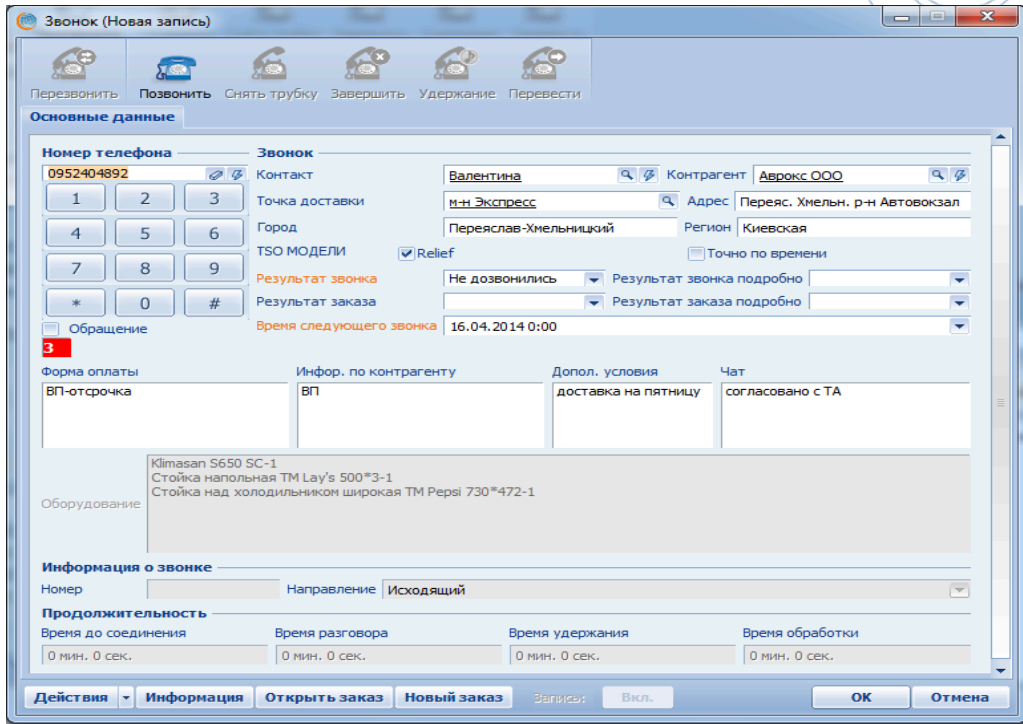 Звонок (Новая запись)
Перезвонить Позвонить Снять трубку Завершить Удержание Перевести
Основные данные
Номер телефона Звонок
0952404892 Контакт Валентина Контрагент Аврокс ООО
1 2 3 Точка доставки м-н Экспресс Адрес Переяс. Хмельн. р-н Автовокзал
4 5 6 Город Переяслав-Хмельницкий Регион Киевская
TSO МОДЕЛИ Relief Точно по времени
7 8 9 Результат звонка Не дозвонились Результат звонка подробно
* 0 # Результат заказа Результат заказа подробно
Обращение Время следующего звонка 16.04.2014 0:00
3
Форма оплаты Инфор. по контрагенту Допол. условия Чат
ВП-отсрочка ВП доставка на пятницу согласовано с ТА
Klimasan S650 SC-1
Стойка напольная ТМ Lay's 500*3-1
Стойка над холодильником широкая ТМ Pepsi 730*472-1
Оборудование
Информация о звонке
Номер Направление Исходящий
Продолжительность
Время до соединения Время разговора Время удержания Время обработки
0 мин. 0 сек. 0 мин. 0 сек. 0 мин. 0 сек. 0 мин. 0 сек.
Действия Информация Открыть заказ Новый заказ Запись: Вкл. ОК Отмена